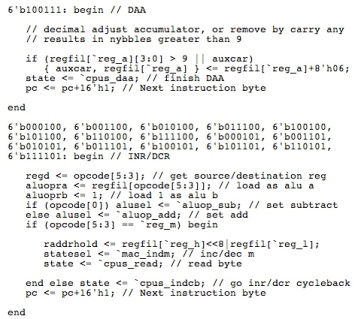 6'b100111: begin // DAA
// decimal adjust accumulator, or remove by carry any
// results in nybbles greater than 9
if (regfil[`reg_a][3:0] > 9 || auxcar)
{ auxcar, regfil[`reg_a] } <= regfil[`reg_a]+8'h06;
state <= `cpus_daa; // finish DAA
pc <= pc+16'h1; // Next instruction byte
end
6'b000100, 6'b001100, 6'b010100, 6'b011100, 6'b100100,
6'b101100, 6'b110100, 6'b111100, 6'b000101, 6'b001101,
6'b010101, 6'b011101, 6'b100101, 6'b101101, 6'b110101,
6'b111101: begin // INR/DCR
regd <= opcode[5:3]; // get source/destination reg
aluopra <= regfil[opcode[5:3]]; // load as alu a
aluoprb <= 1; // load 1 as alu b
if (opcode[0]) alusel <= `aluop_sub; // set subtract
else alusel <= `aluop_add; // set add
if (opcode[5:3] == `reg_m) begin
raddrhold <= regfil[`reg_h]<<8|regfil[`reg_l];
statesel <= `mac_indm; // inc/dec m
state <= `cpus_read; // read byte
end else state <= `cpus_indcb; // go inr/dcr cycleback
pc <= pc+16'h1; // Next instruction byte
end